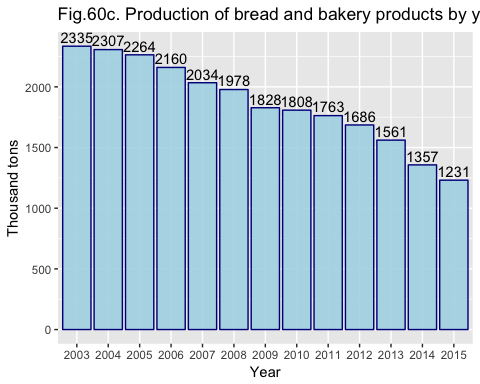 Fig.60c. Production of bread and bakery products by y
2335 2307 2264 2160 2034 1978 1828 1808 1763 1686 1561 1357 1231
Thousand tons
2000
1500
1000
500
0
2003 2004 2005 2006 2007 2008 2009 2010 2011 2012 2013 2014 2015
Year